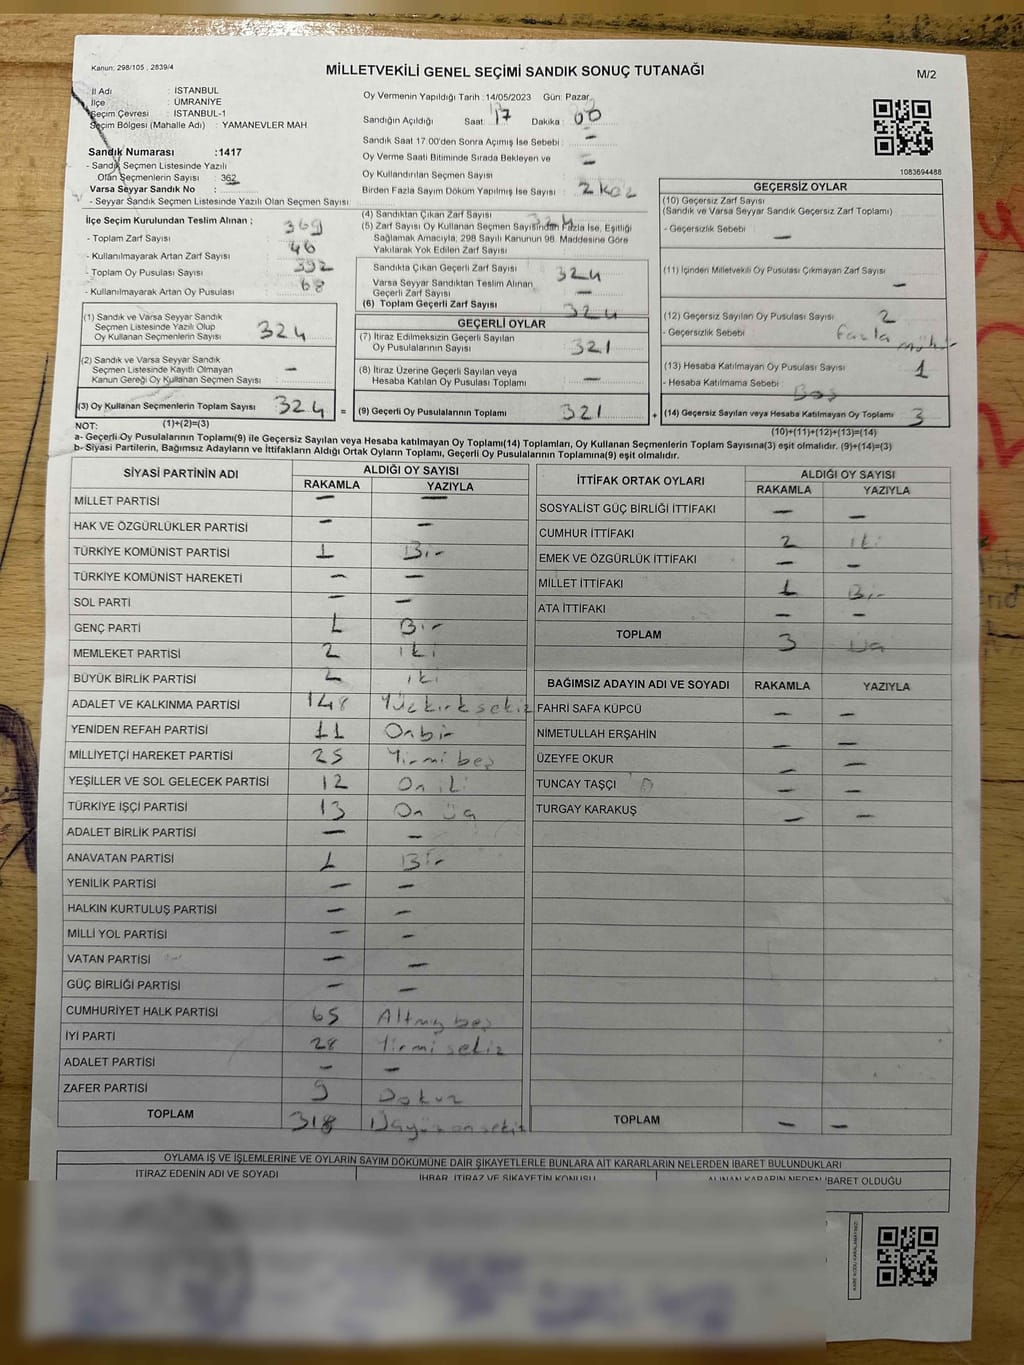 Kanun; 298/105 , 2839/4
MİLLETVEKİLİ GENEL SEÇİMİ SANDIK SONUÇ TUTANAĞI
M/2
İl Adı : İSTANBUL
İlçe : ÜMRANİYE
Seçim Çevresi : İSTANBUL-1
Seçim Bölgesi (Mahalle Adı) : YAMANEVLER MAH
Sandık Numarası :1417
- Sandık Seçmen Listesinde Yazılı
Olan Seçmenlerin Sayısı : 362
Varsa Seyyar Sandık No :
- Seyyar Sandık Seçmen Listesinde Yazılı Olan Seçmen Sayısı:
Oy Vermenin Yapıldığı Tarih :14/05/2023 Gün: Pazar
Sandığın Açıldığı Saat : 17 Dakika : 00
Sandık Saat 17.00'den Sonra Açımış İse Sebebi : –
Oy Verme Saati Bitiminde Sırada Bekleyen ve
Oy Kullandırılan Seçmen Sayısı : –
Birden Fazla Sayım Döküm Yapılmış İse Sayısı : 2 kez
1083694488
İlçe Seçim Kurulundan Teslim Alınan ;
- Toplam Zarf Sayısı : 369
- Kullanılmayarak Artan Zarf Sayısı : 46
- Toplam Oy Pusulası Sayısı : 392
- Kullanılmayarak Artan Oy Pusulası : 68
(4) Sandıktan Çıkan Zarf Sayısı : 324
(5) Zarf Sayısı Oy Kullanan Seçmen Sayısından Fazla İse, Eşitliği
Sağlamak Amacıyla; 298 Sayılı Kanunun 98. Maddesine Göre
Yakılarak Yok Edilen Zarf Sayısı
Sandıkta Çıkan Geçerli Zarf Sayısı : 324
Varsa Seyyar Sandıktan Teslim Alınan
Geçerli Zarf Sayısı : –
(6) Toplam Geçerli Zarf Sayısı : 324
GEÇERSİZ OYLAR
(10) Geçersiz Zarf Sayısı
(Sandık ve Varsa Seyyar Sandık Geçersiz Zarf Toplamı)
- Geçersizlik Sebebi : –
(11) İçinden Milletvekili Oy Pusulası Çıkmayan Zarf Sayısı
–
(12) Geçersiz Sayılan Oy Pusulası Sayısı : 2
- Geçersizlik Sebebi : Fazla mühür
(13) Hesaba Katılmayan Oy Pusulası Sayısı : 1
- Hesaba Katılmama Sebebi : Boş
(14) Geçersiz Sayılan veya Hesaba Katılmayan Oy Toplamı : 3
(10)+(11)+(12)+(13)=(14)
(1) Sandık ve Varsa Seyyar Sandık
Seçmen Listesinde Yazılı Olup
Oy Kullanan Seçmenlerin Sayısı : 324
(2) Sandık ve Varsa Seyyar Sandık
Seçmen Listesinde Kayıtlı Olmayan
Kanun Gereği Oy Kullanan Seçmen Sayısı : –
(3) Oy Kullanan Seçmenlerin Toplam Sayısı : 324 =
(1)+(2)=(3)
GEÇERLİ OYLAR
(7) İtiraz Edilmeksizin Geçerli Sayılan
Oy Pusulalarının Sayısı : 321
(8) İtiraz Üzerine Geçerli Sayılan veya
Hesaba Katılan Oy Pusulası Toplamı : –
(9) Geçerli Oy Pusulalarının Toplamı : 321 +
NOT:
a- Geçerli Oy Pusulalarının Toplamı(9) ile Geçersiz Sayılan veya Hesaba katılmayan Oy Toplamı(14) Toplamları, Oy Kullanan Seçmenlerin Toplam Sayısına(3) eşit olmalıdır. (9)+(14)=(3)
b- Siyasi Partilerin, Bağımsız Adayların ve İttifakların Aldığı Ortak Oyların Toplamı, Geçerli Oy Pusulalarının Toplamına(9) eşit olmalıdır.
SİYASİ PARTİNİN ADI ALDIĞI OY SAYISI
RAKAMLA YAZIYLA
MİLLET PARTİSİ – –
HAK VE ÖZGÜRLÜKLER PARTİSİ – –
TÜRKİYE KOMÜNİST PARTİSİ 1 Bir
TÜRKİYE KOMÜNİST HAREKETİ – –
SOL PARTİ – –
GENÇ PARTİ 1 Bir
MEMLEKET PARTİSİ 2 iki
BÜYÜK BİRLİK PARTİSİ 2 iki
ADALET VE KALKINMA PARTİSİ 148 Yüzkırksekiz
YENİDEN REFAH PARTİSİ 11 Onbir
MİLLİYETÇİ HAREKET PARTİSİ 25 Yirmi beş
YEŞİLLER VE SOL GELECEK PARTİSİ 12 On iki
TÜRKİYE İŞÇİ PARTİSİ 13 On üç
ADALET BİRLİK PARTİSİ – –
ANAVATAN PARTİSİ 1 Bir
YENİLİK PARTİSİ – –
HALKIN KURTULUŞ PARTİSİ – –
MİLLİ YOL PARTİSİ – –
VATAN PARTİSİ – –
GÜÇ BİRLİĞİ PARTİSİ – –
CUMHURİYET HALK PARTİSİ 65 Altmış beş
İYİ PARTİ 28 Yirmi sekiz
ADALET PARTİSİ – –
ZAFER PARTİSİ 9 Dokuz
TOPLAM 318 Üçyüzonsekiz
İTTİFAK ORTAK OYLARI ALDIĞI OY SAYISI
RAKAMLA YAZIYLA
SOSYALİST GÜÇ BİRLİĞİ İTTİFAKI – –
CUMHUR İTTİFAKI 2 iki
EMEK VE ÖZGÜRLÜK İTTİFAKI – –
MİLLET İTTİFAKI 1 Bir
ATA İTTİFAKI – –
TOPLAM 3 üç
BAĞIMSIZ ADAYIN ADI VE SOYADI RAKAMLA YAZIYLA
FAHRİ SAFA KÜPCÜ – –
NİMETULLAH ERŞAHİN – –
ÜZEYFE OKUR – –
TUNCAY TAŞÇI – –
TURGAY KARAKUŞ – –
TOPLAM – –
OYLAMA İŞ VE İŞLEMLERİNE VE OYLARIN SAYIM DÖKÜMÜNE DAİR ŞİKAYETLERLE BUNLARA AİT KARARLARIN NELERDEN İBARET BULUNDUKLARI
İTİRAZ EDENİN ADI VE SOYADI İHBAR, İTİRAZ VE ŞİKAYETİN KONUSU ALINAN KARARIN NEDEN İBARET OLDUĞU